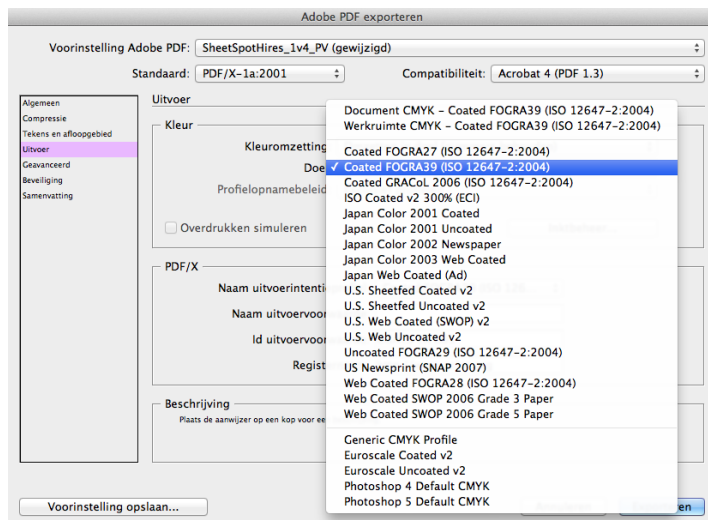 Adobe PDF exporteren
Voorinstelling Adobe PDF: SheetSpotHires_1v4_PV (gewijzigd)
Standaard: PDF/X-1a:2001 Compatibiliteit: Acrobat 4 (PDF 1.3)
Algemeen
Compressie
Tekens en afloopgebied
Uitvoer
Geavanceerd
Beveiliging
Samenvatting
Uitvoer
Kleur
Kleuromzetting
Doe
Profielopnamebeleid
Overdrukken simuleren
PDF/X
Naam uitvoerintenti
Naam uitvoervoor
Id uitvoervoor
Regist
Beschrijving
Plaats de aanwijzer op een kop voor ee
Document CMYK – Coated FOGRA39 (ISO 12647-2:2004)
Werkruimte CMYK – Coated FOGRA39 (ISO 12647-2:2004)
Coated FOGRA27 (ISO 12647-2:2004)
✓ Coated FOGRA39 (ISO 12647-2:2004)
Coated GRACoL 2006 (ISO 12647-2:2004)
ISO Coated v2 300% (ECI)
Japan Color 2001 Coated
Japan Color 2001 Uncoated
Japan Color 2002 Newspaper
Japan Color 2003 Web Coated
Japan Web Coated (Ad)
U.S. Sheetfed Coated v2
U.S. Sheetfed Uncoated v2
U.S. Web Coated (SWOP) v2
U.S. Web Uncoated v2
Uncoated FOGRA29 (ISO 12647-2:2004)
US Newsprint (SNAP 2007)
Web Coated FOGRA28 (ISO 12647-2:2004)
Web Coated SWOP 2006 Grade 3 Paper
Web Coated SWOP 2006 Grade 5 Paper
Generic CMYK Profile
Euroscale Coated v2
Euroscale Uncoated v2
Photoshop 4 Default CMYK
Photoshop 5 Default CMYK
Voorinstelling opslaan...
en